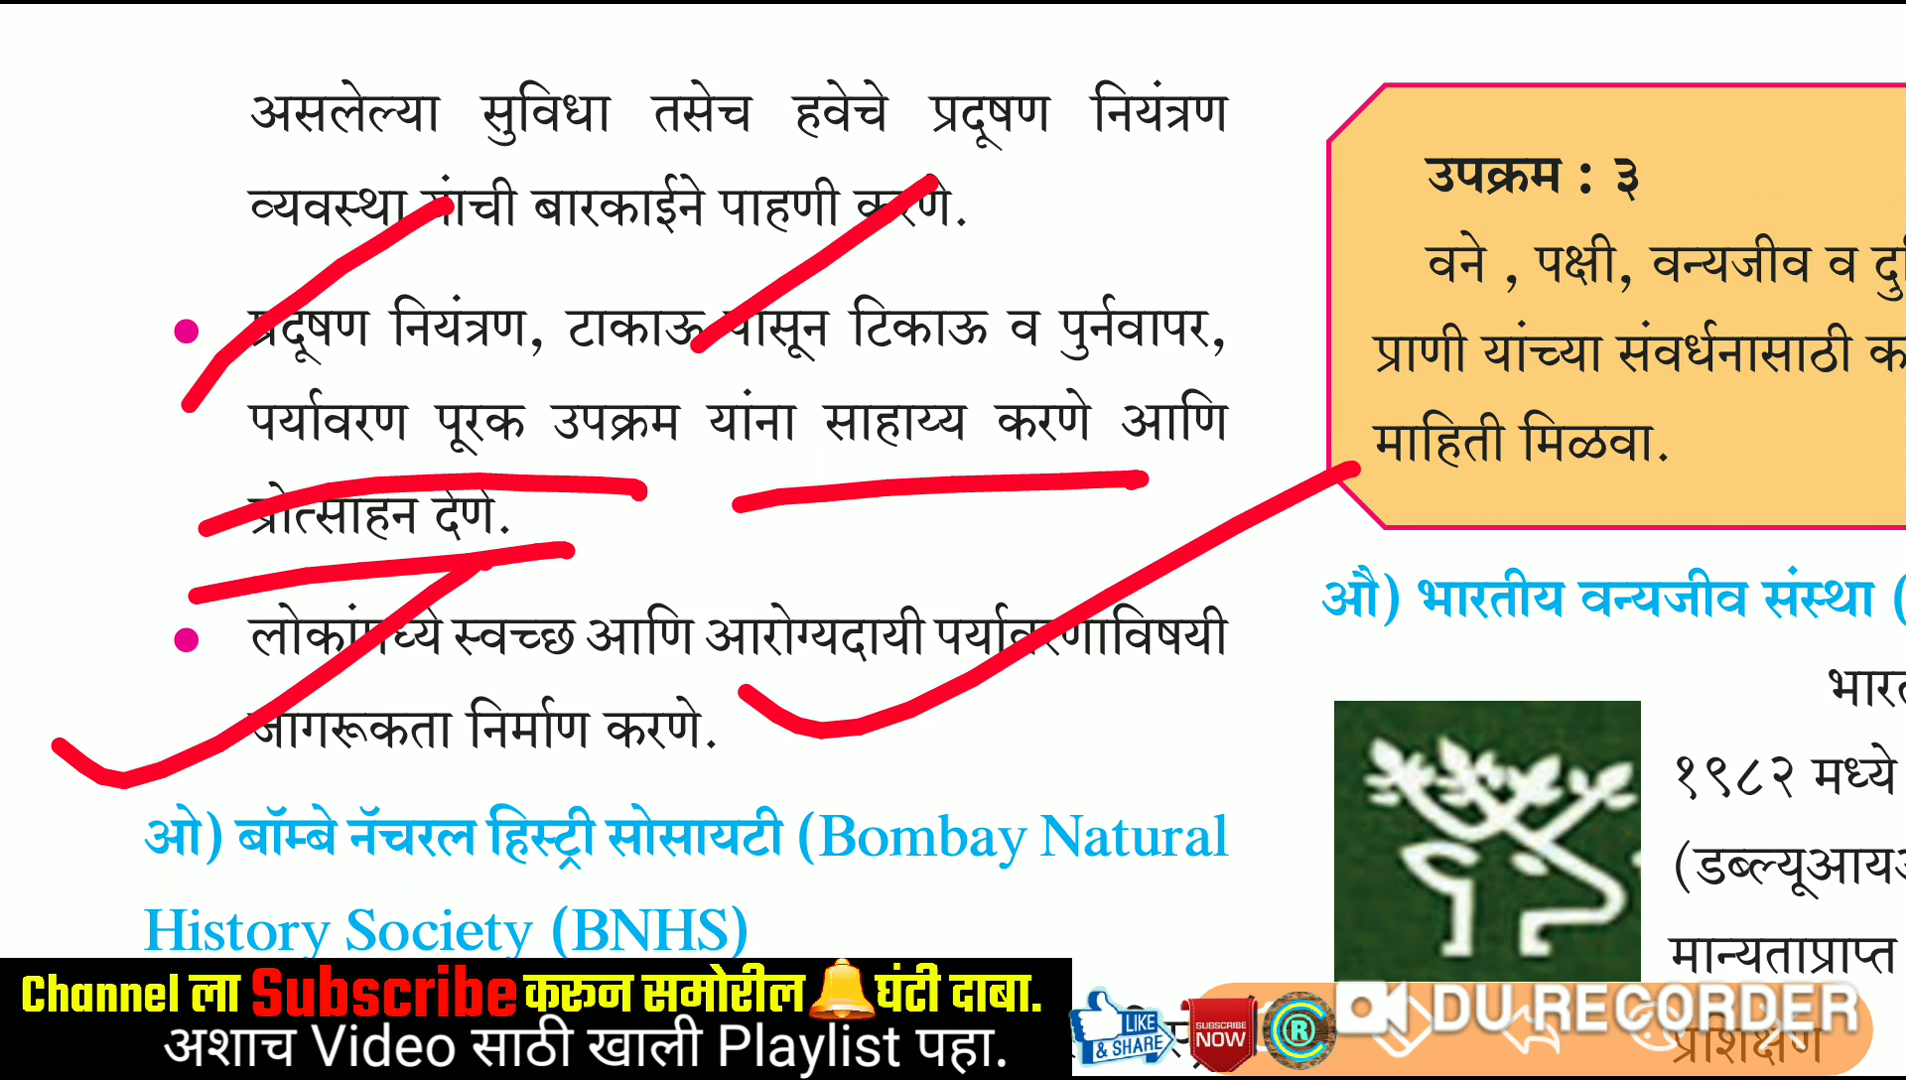 असलेल्या सुविधा तसेच हवेचे प्रदूषण नियंत्रण
व्यवस्था यांची बारकाईने पाहणी करणे.
प्रदूषण नियंत्रण, टाकाऊ पासून टिकाऊ व पुर्नवापर,
पर्यावरण पूरक उपक्रम यांना साहाय्य करणे आणि
प्रोत्साहन देणे.
लोकांमध्ये स्वच्छ आणि आरोग्यदायी पर्यावरणाविषयी
जागरूकता निर्माण करणे.
ओ) बॉम्बे नॅचरल हिस्ट्री सोसायटी (Bombay Natural
History Society (BNHS)
उपक्रम : ३
वने , पक्षी, वन्यजीव व
प्राणी यांच्या संवर्धनासाठी
माहिती मिळवा.
औ) भारतीय वन्यजीव संस्था (
१९८२ मध्ये
मान्यताप्राप्त
प्रशिक्षण
Channel ला Subscribe करून समोरील घंटी दाबा.
अशाच Video साठी खाली Playlist पहा.
LIKE
& SHARE
SUBSCRIBE
NOW
R
DU RECORDER